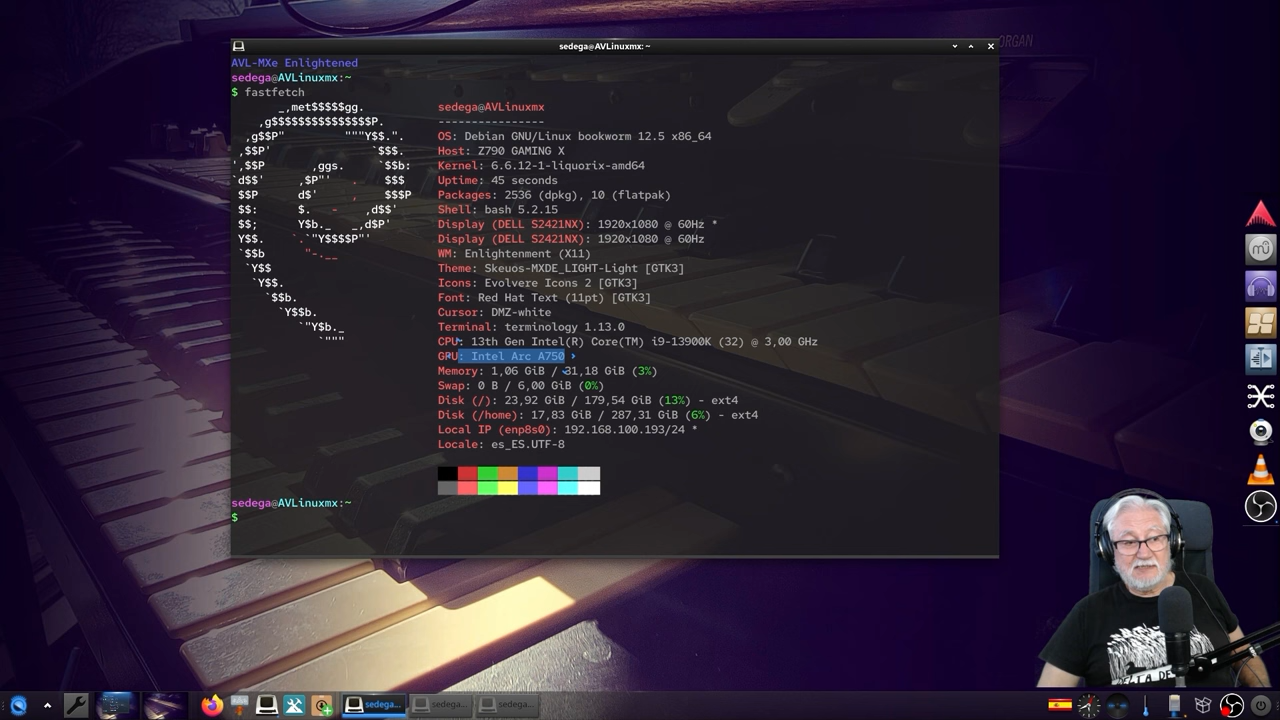 sedega@AVLinuxmx:~
ORGAN
AVL-MXe Enlightened
sedega@AVLinuxmx:~
$ fastfetch
sedega@AVLinuxmx
----------------
OS: Debian GNU/Linux bookworm 12.5 x86_64
Host: Z790 GAMING X
Kernel: 6.6.12-1-liquorix-amd64
Uptime: 45 seconds
Packages: 2536 (dpkg), 10 (flatpak)
Shell: bash 5.2.15
Display (DELL S2421NX): 1920x1080 @ 60Hz *
Display (DELL S2421NX): 1920x1080 @ 60Hz
WM: Enlightenment (X11)
Theme: Skeuos-MXDE_LIGHT-Light [GTK3]
Icons: Evolvere Icons 2 [GTK3]
Font: Red Hat Text (11pt) [GTK3]
Cursor: DMZ-white
Terminal: terminology 1.13.0
CPU: 13th Gen Intel(R) Core(TM) i9-13900K (32) @ 3,00 GHz
GPU: Intel Arc A750
Memory: 1,06 GiB / 31,18 GiB (3%)
Swap: 0 B / 6,00 GiB (0%)
Disk (/): 23,92 GiB / 179,54 GiB (13%) - ext4
Disk (/home): 17,83 GiB / 287,31 GiB (6%) - ext4
Local IP (enp8s0): 192.168.100.193/24 *
Locale: es_ES.UTF-8
sedega@AVLinuxmx:~
$
sedega...
sedega...
sedega...